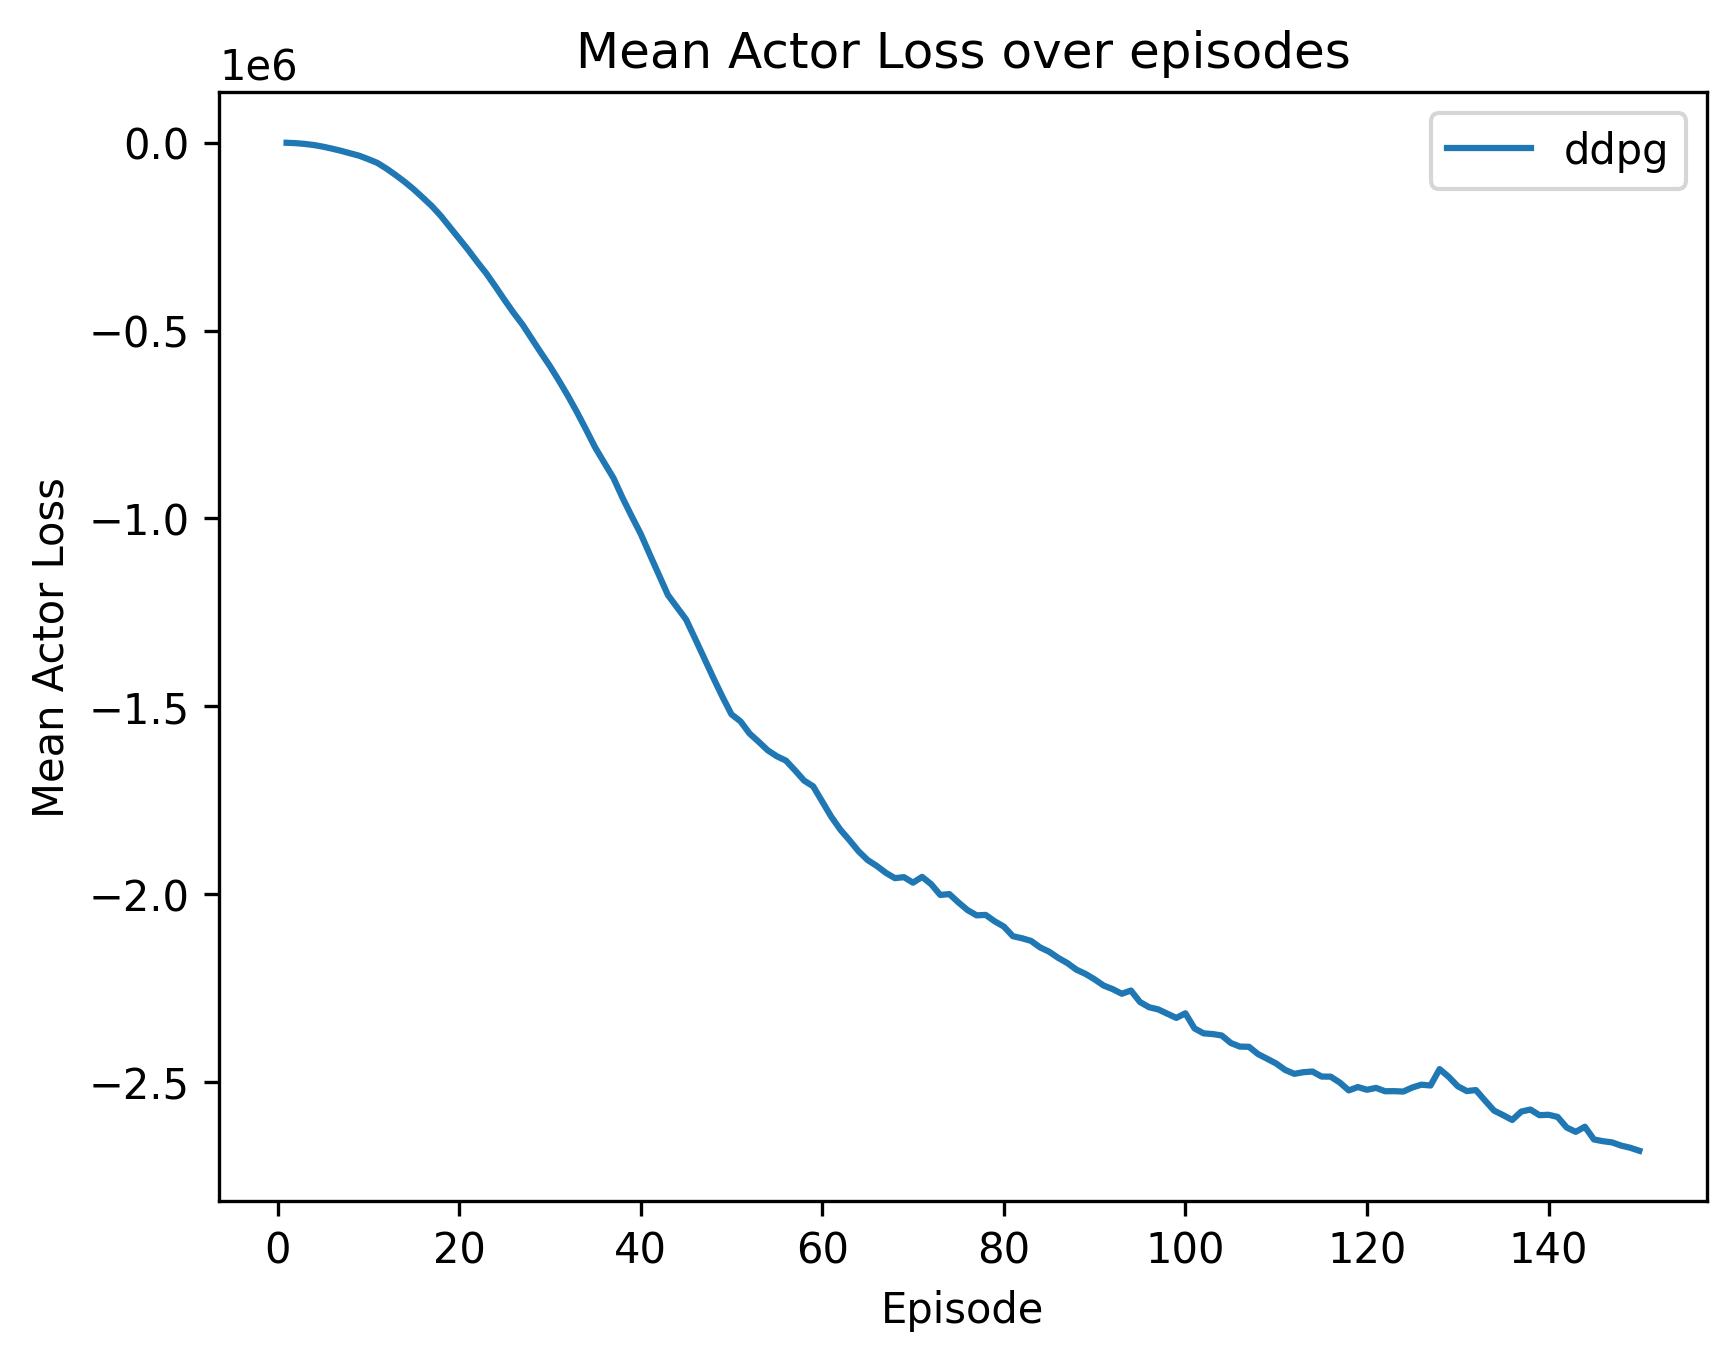 Mean Actor Loss over episodes
1e6
ddpg
0.0
−0.5
−1.0
−1.5
−2.0
−2.5
Mean Actor Loss
0 20 40 60 80 100 120 140
Episode